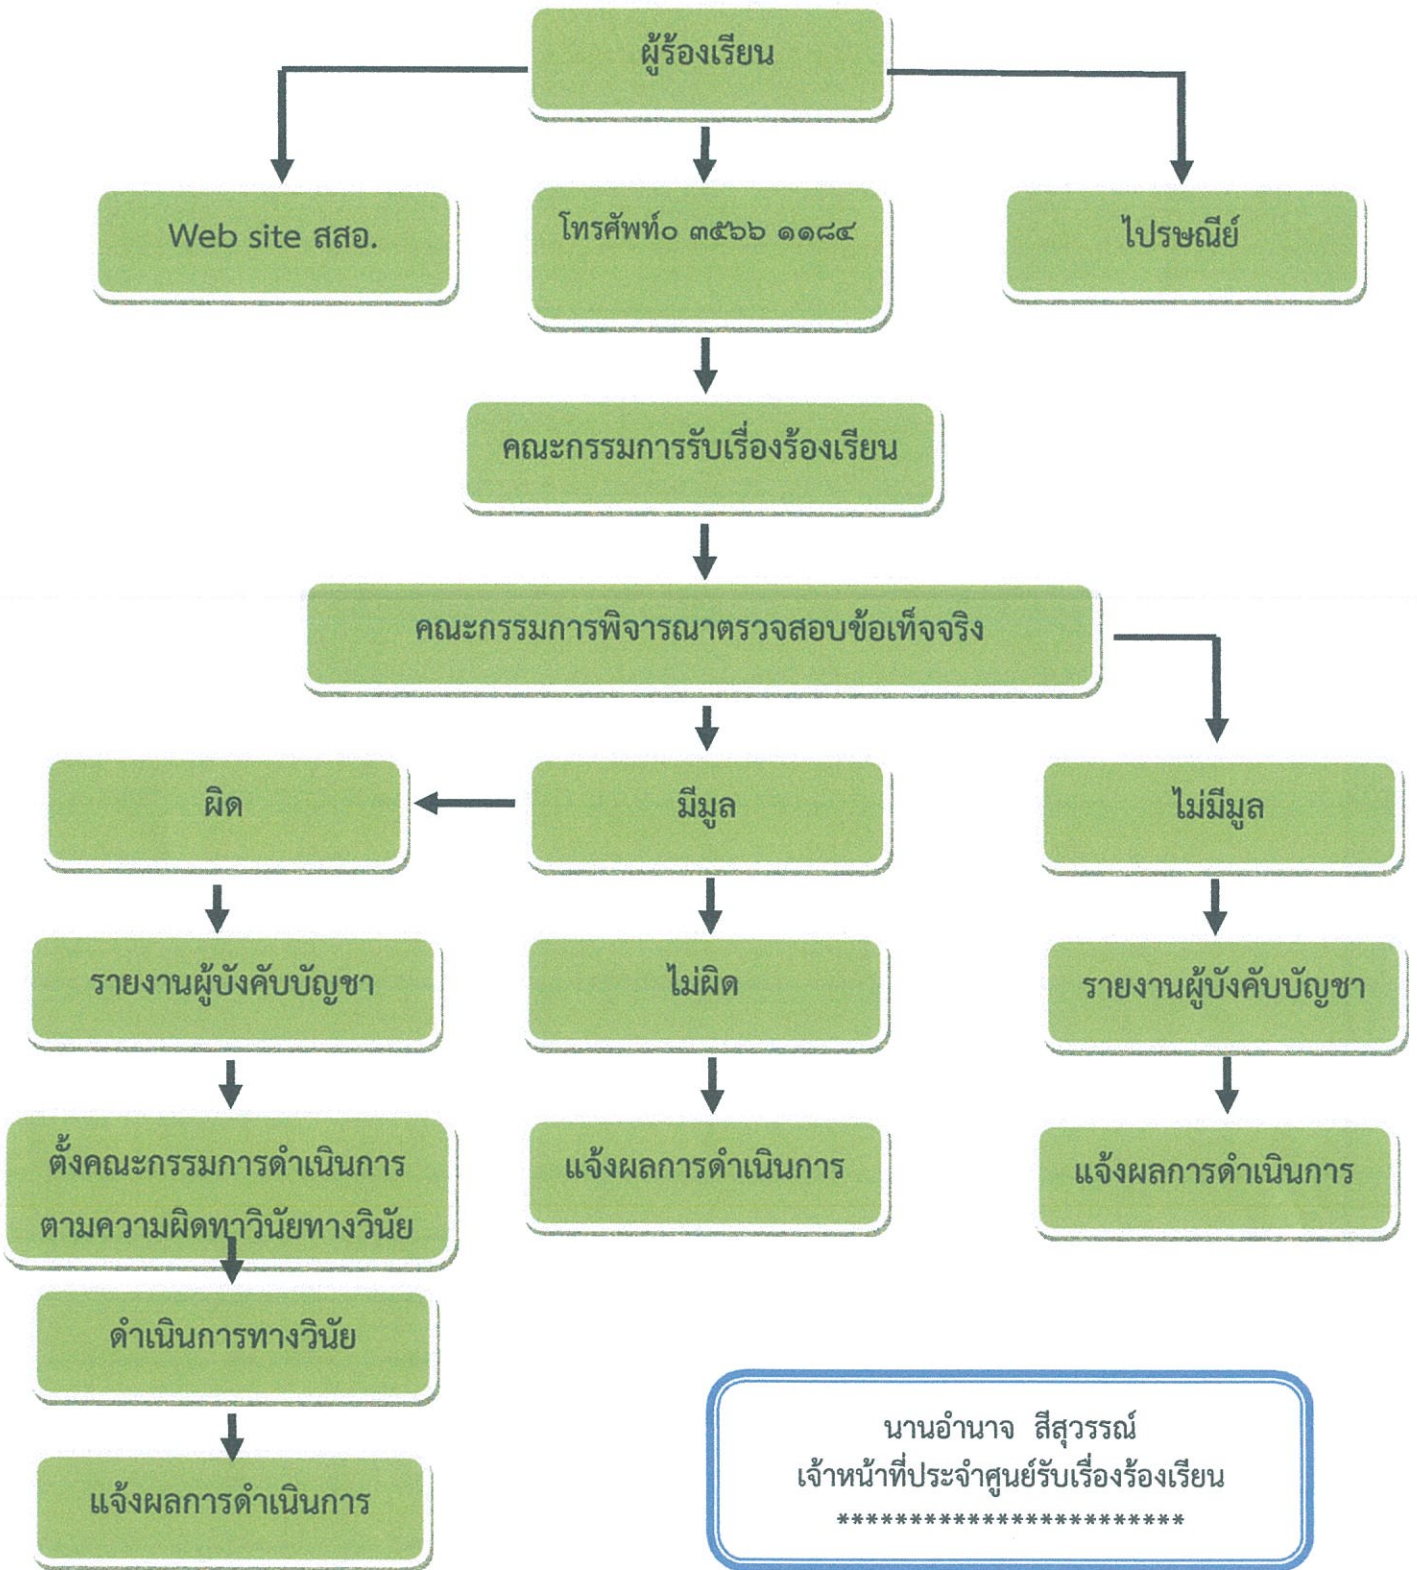 ผู้ร้องเรียน
Web site สสอ.
โทรศัพท์๐ ๓๕๖๖ ๑๑๘๔
ไปรษณีย์
คณะกรรมการรับเรื่องร้องเรียน
คณะกรรมการพิจารณาตรวจสอบข้อเท็จจริง
ผิด
มีมูล
ไม่มีมูล
รายงานผู้บังคับบัญชา
ไม่ผิด
รายงานผู้บังคับบัญชา
ตั้งคณะกรรมการดำเนินการ
ตามความผิดทาวินัยทางวินัย
แจ้งผลการดำเนินการ
แจ้งผลการดำเนินการ
ดำเนินการทางวินัย
แจ้งผลการดำเนินการ
นานอำนาจ สีสุวรรณ์
เจ้าหน้าที่ประจำศูนย์รับเรื่องร้องเรียน
************************